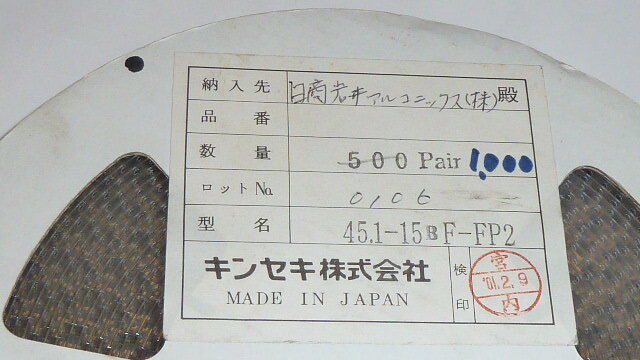 納入先 日商岩井アルコニックス(株)殿
品番
数量 500 Pair 1,000
ロットNo. 0106
型名 45.1-15BF-FP2
キンセキ株式会社
MADE IN JAPAN
検印
宮内
'01.2.9